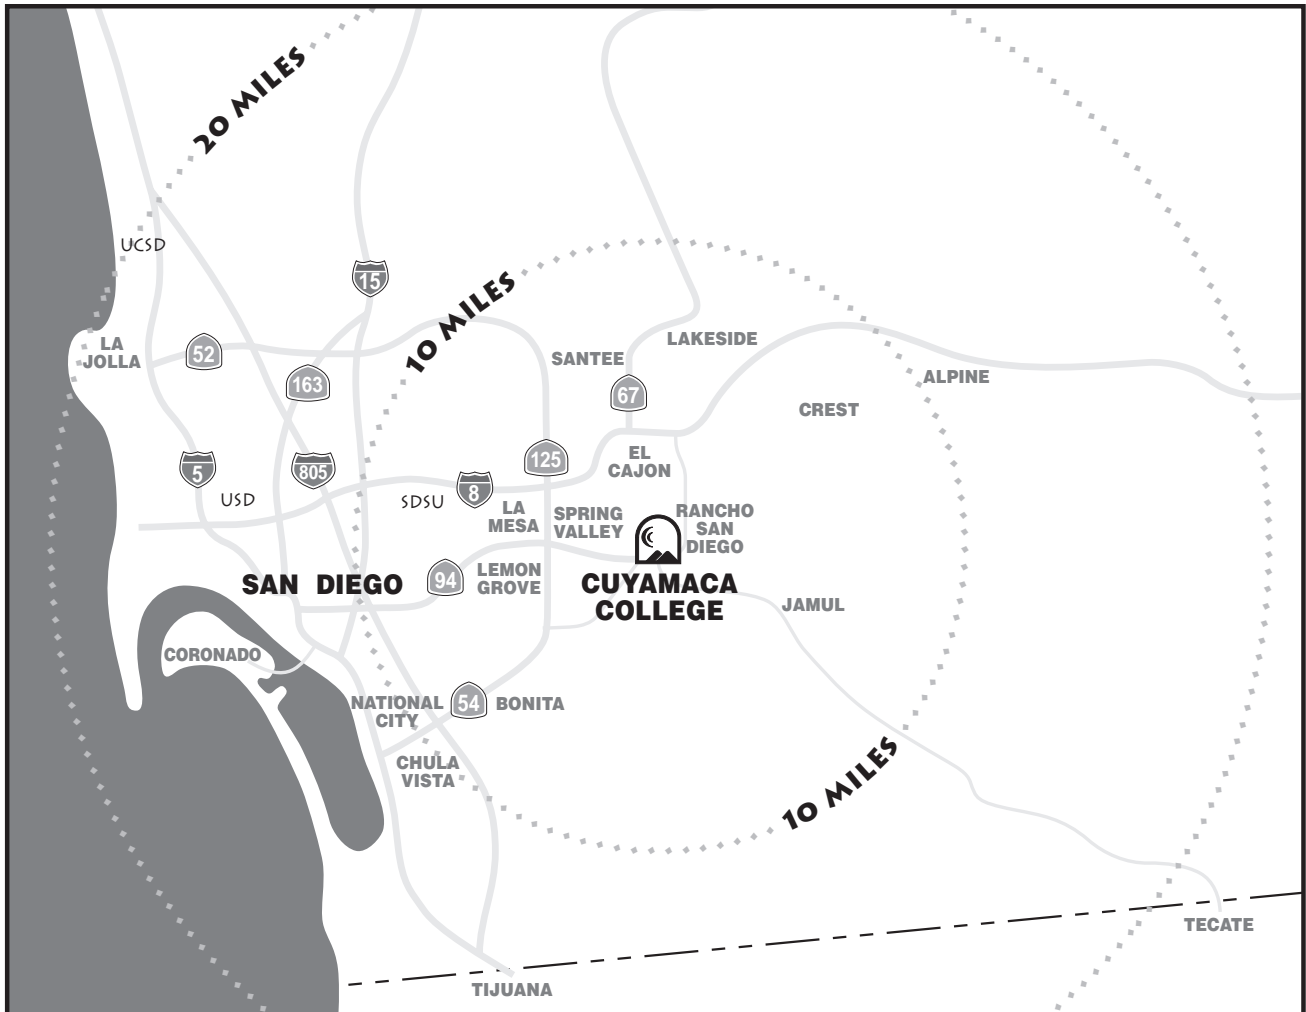 20 MILES
UCSD
15
10 MILES
LA
JOLLA
52
163
SANTEE
LAKESIDE
67
ALPINE
CREST
5
805
125
EL
CAJON
USD
SDSU
8
LA
MESA
SPRING
VALLEY
RANCHO
SAN
DIEGO
SAN DIEGO
94
LEMON
GROVE
CUYAMACA
COLLEGE
JAMUL
CORONADO
NATIONAL
CITY
54
BONITA
CHULA
VISTA
10 MILES
TECATE
TIJUANA